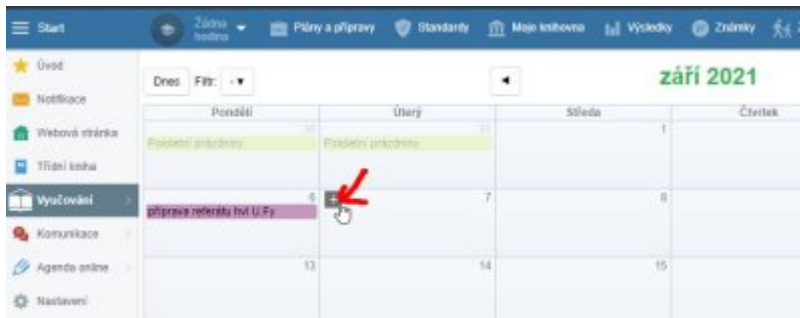 Start
Žádná
hodina
Plány a přípravy
Standardy
Moje knihovna
Výsledky
Známky
Úvod
Notifikace
Webová stránka
Třídní kniha
Vyučování
Komunikace
Agenda online
Nastavení
Dnes Filtr: -
září 2021
Pondělí Úterý Středa Čtvrtek
30 31 1
Pololetní prázdniny Pololetní prázdniny
6 7 8
příprava referátu hvl U.Fy
13 14 15